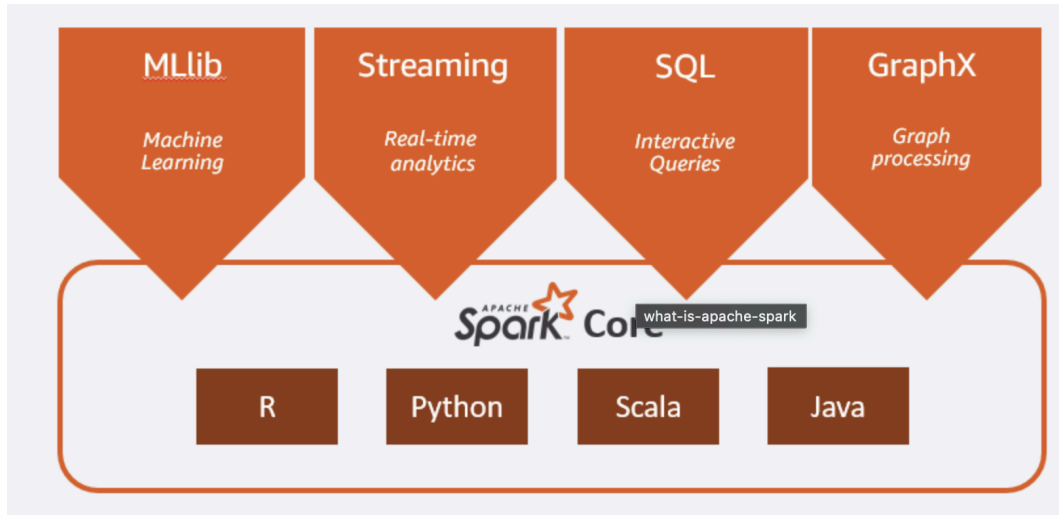 MLlib
Streaming
SQL
GraphX
Machine
Learning
Real-time
analytics
Interactive
Queries
Graph
processing
APACHE
Spark™ Core
what-is-apache-spark
R
Python
Scala
Java